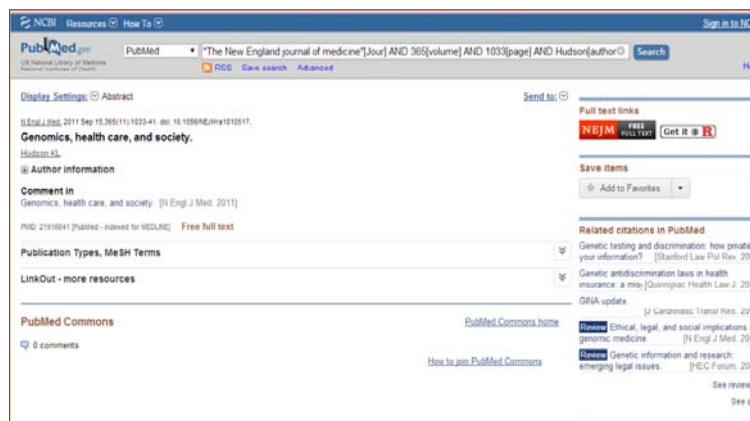 NCBI Resources How To Sign in to NC
PubMed.gov PubMed "The New England journal of medicine"[Jour] AND 365[volume] AND 1033[page] AND Hudson[author Search
US National Library of Medicine
National Institutes of Health
RSS Save search Advanced
Display Settings: Abstract Send to:
N Engl J Med. 2011 Sep 15;365(11):1033-41. doi: 10.1056/NEJMra1010517.
Genomics, health care, and society.
Hudson KL.
Author information
Comment in
Genomics, health care, and society. [N Engl J Med. 2011]
PMID: 21916641 [PubMed - indexed for MEDLINE] Free full text
Publication Types, MeSH Terms
LinkOut - more resources
PubMed Commons PubMed Commons home
0 comments
How to join PubMed Commons
Full text links
NEJM FREE FULL TEXT Get it @ R
Save items
Add to Favorites
Related citations in PubMed
Genetic testing and discrimination: how private
your information? [Stanford Law Pol Rev. 20
Genetic antidiscrimination laws in health
insurance: a mis- [Quinnipiac Health Law J. 20
GINA update.
[J Cardiovasc Transl Res. 20
Review Ethical, legal, and social implications
genomic medicine. [N Engl J Med. 20
Review Genetic information and research:
emerging legal issues. [HEC Forum. 20
See review
See a